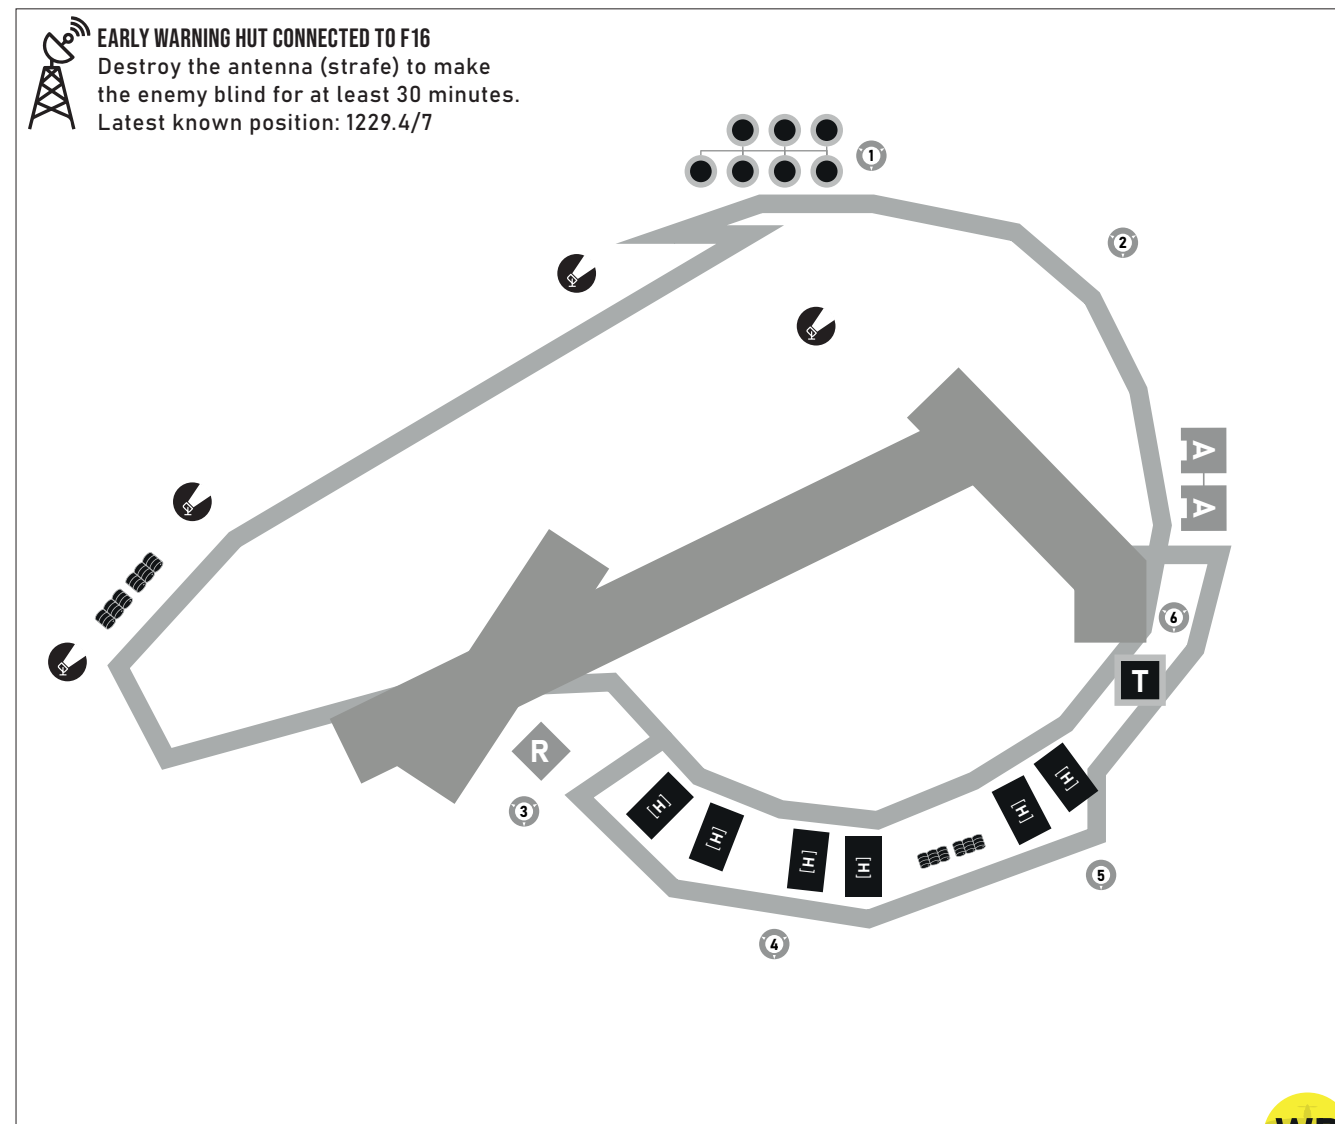 EARLY WARNING HUT CONNECTED TO F16
Destroy the antenna (strafe) to make
the enemy blind for at least 30 minutes.
Latest known position: 1229.4/7
1
2
A
A
6
T
R
3
[H]
[H]
[H]
[H]
[H]
[H]
5
4